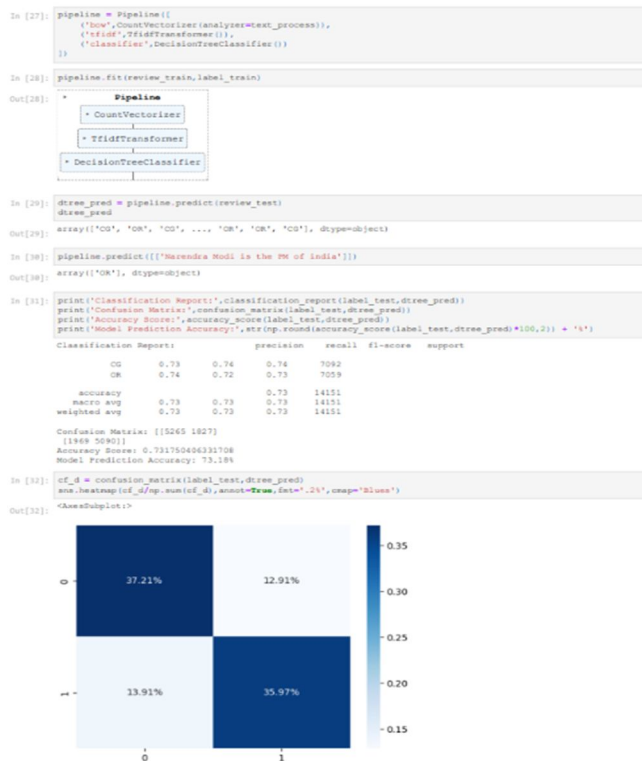 In [27]: pipeline = Pipeline([
('bow',CountVectorizer(analyzer=text_process)),
('tfidf',TfidfTransformer()),
('classifier',DecisionTreeClassifier())
])
In [28]: pipeline.fit(review_train,label_train)
Out[28]:
Pipeline
CountVectorizer
TfidfTransformer
DecisionTreeClassifier
In [29]: dtree_pred = pipeline.predict(review_test)
dtree_pred
Out[29]: array(['CG', 'OR', 'CG', ..., 'OR', 'OR', 'CG'], dtype=object)
In [30]: pipeline.predict([['Narendra Modi is the PM of india']])
Out[30]: array(['OR'], dtype=object)
In [31]: print('Classification Report:',classification_report(label_test,dtree_pred))
print('Confusion Matrix:',confusion_matrix(label_test,dtree_pred))
print('Accuracy Score:',accuracy_score(label_test,dtree_pred))
print('Model Prediction Accuracy:',str(np.round(accuracy_score(label_test,dtree_pred)*100,2)) + '%')
Classification Report: precision recall f1-score support
CG 0.73 0.74 0.74 7092
OR 0.74 0.72 0.73 7059
accuracy 0.73 14151
macro avg 0.73 0.73 0.73 14151
weighted avg 0.73 0.73 0.73 14151
Confusion Matrix: [[5265 1827]
[1969 5090]]
Accuracy Score: 0.731750406331708
Model Prediction Accuracy: 73.18%
In [32]: cf_d = confusion_matrix(label_test,dtree_pred)
sns.heatmap(cf_d/np.sum(cf_d),annot=True,fmt='.2%',cmap='Blues')
Out[32]: <AxesSubplot:>
0.35
37.21% 12.91%
0
0.30
0.25
13.91% 35.97%
1
0.20
0.15
0 1